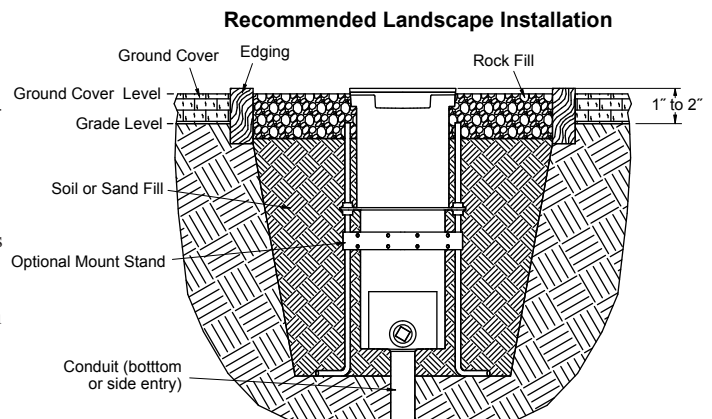 Recommended Landscape Installation
Ground Cover
Edging
Rock Fill
Ground Cover Level
1″ to 2″
Grade Level
Soil or Sand Fill
Optional Mount Stand
Conduit (botttom
or side entry)